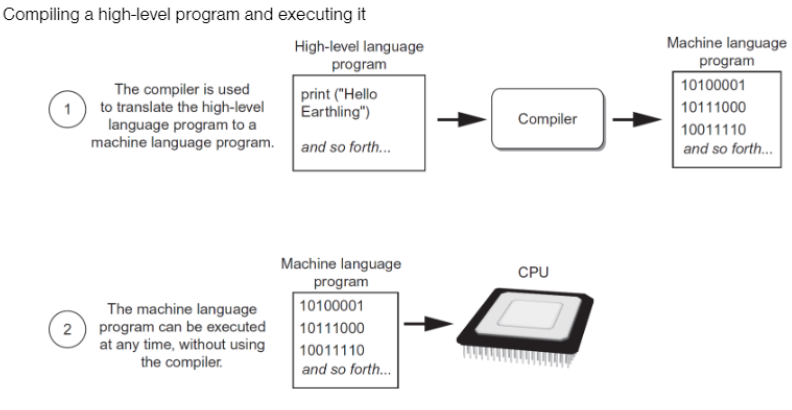 Compiling a high-level program and executing it
High-level language
program
Machine language
program
1
The compiler is used
to translate the high-level
language program to a
machine language program.
print ("Hello
Earthling")
and so forth...
Compiler
10100001
10111000
10011110
and so forth...
Machine language
program
CPU
2
The machine language
program can be executed
at any time, without using
the compiler.
10100001
10111000
10011110
and so forth...